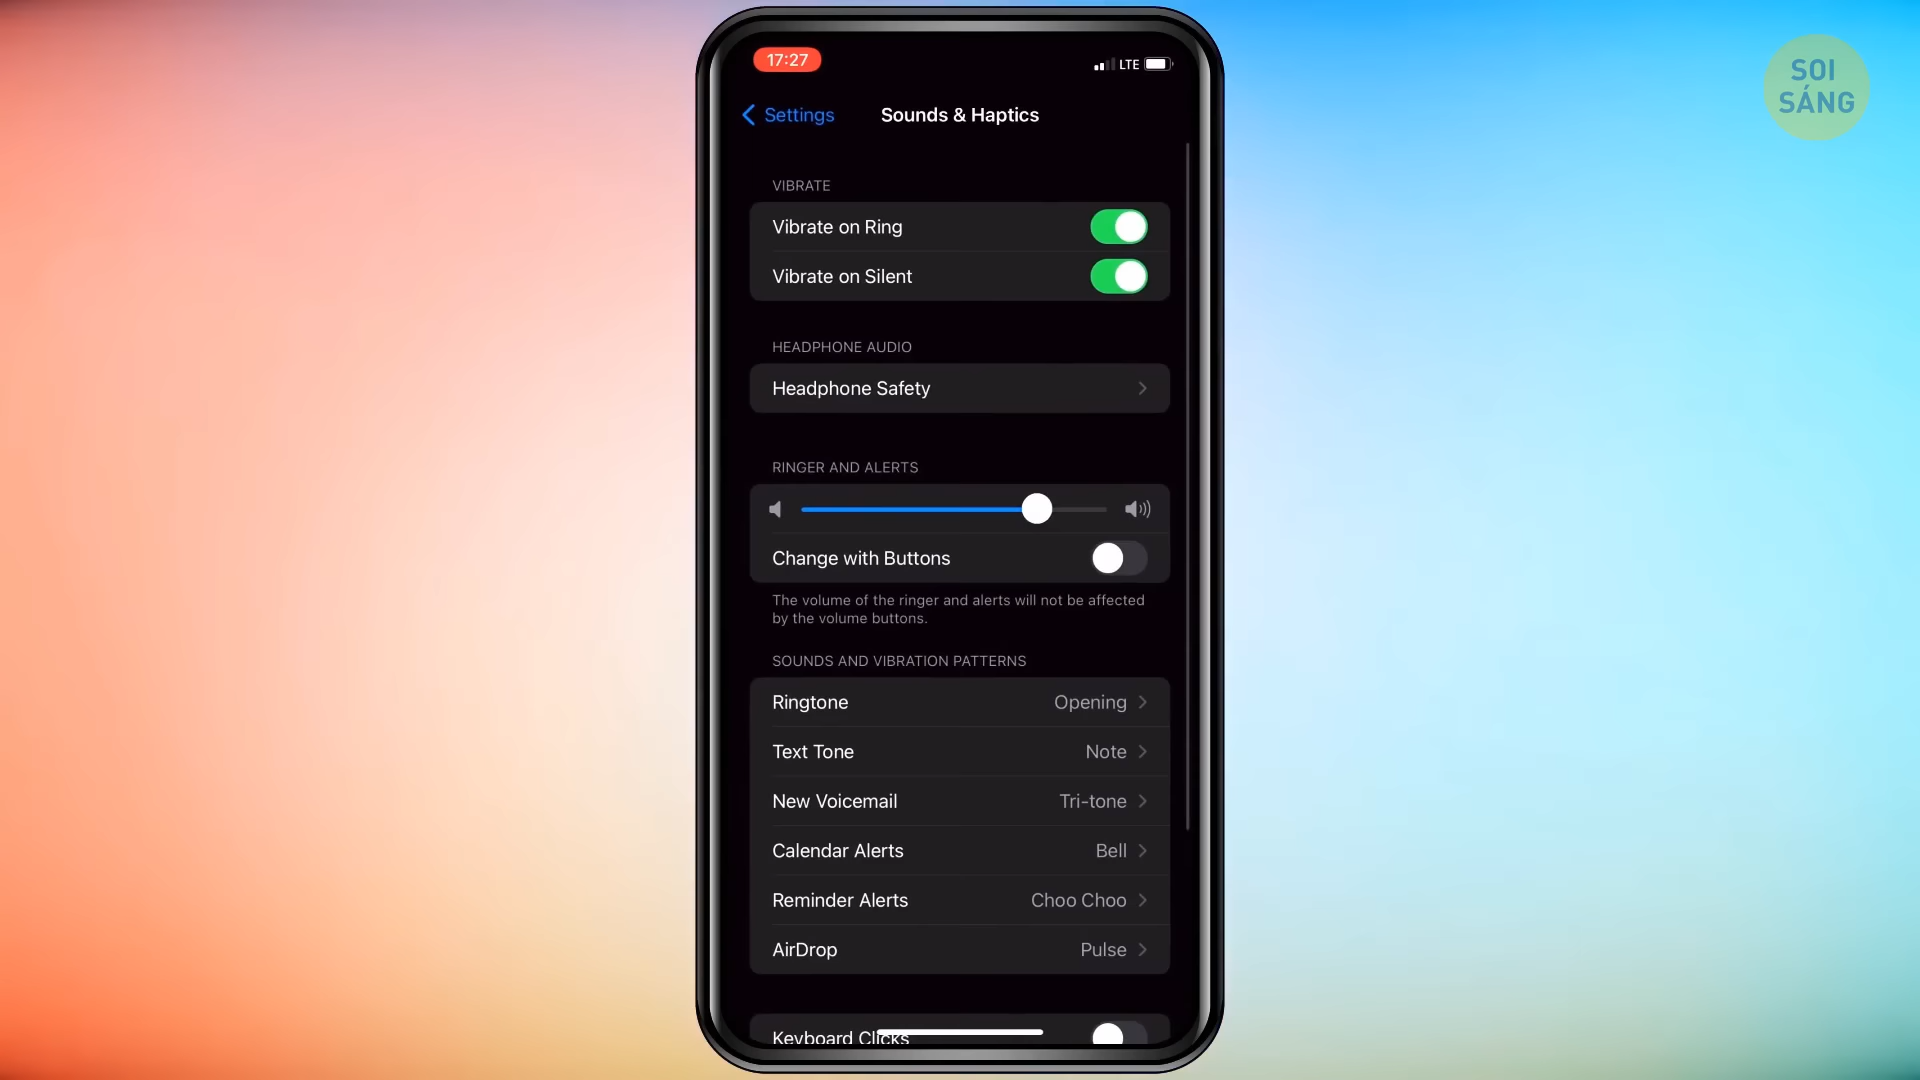 17:27
LTE
SOI
SÁNG
Settings
Sounds & Haptics
VIBRATE
Vibrate on Ring
Vibrate on Silent
HEADPHONE AUDIO
Headphone Safety
RINGER AND ALERTS
Change with Buttons
The volume of the ringer and alerts will not be affected
by the volume buttons.
SOUNDS AND VIBRATION PATTERNS
Ringtone Opening
Text Tone Note
New Voicemail Tri-tone
Calendar Alerts Bell
Reminder Alerts Choo Choo
AirDrop Pulse
Keyboard Clicks